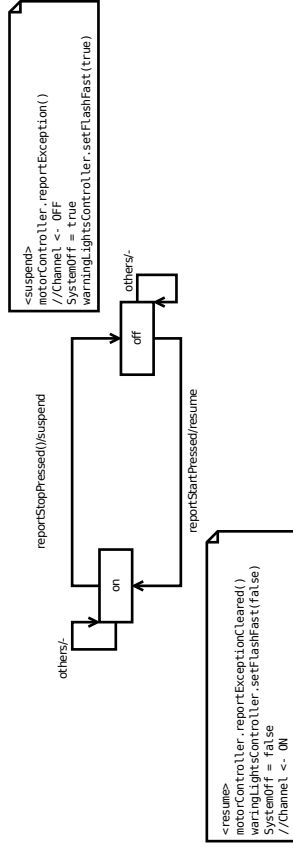 <suspend>
motorController.reportException()
//Channel <- OFF
SystemOff = true
warningLightsController.setFlashFast(true)
reportStopPressed()/suspend
others/-
on
off
others/-
reportStartPressed/resume
<resume>
motorController.reportExceptionCleared()
waringLightsController.setFlashFast(false)
SystemOff = false
//Channel <- ON